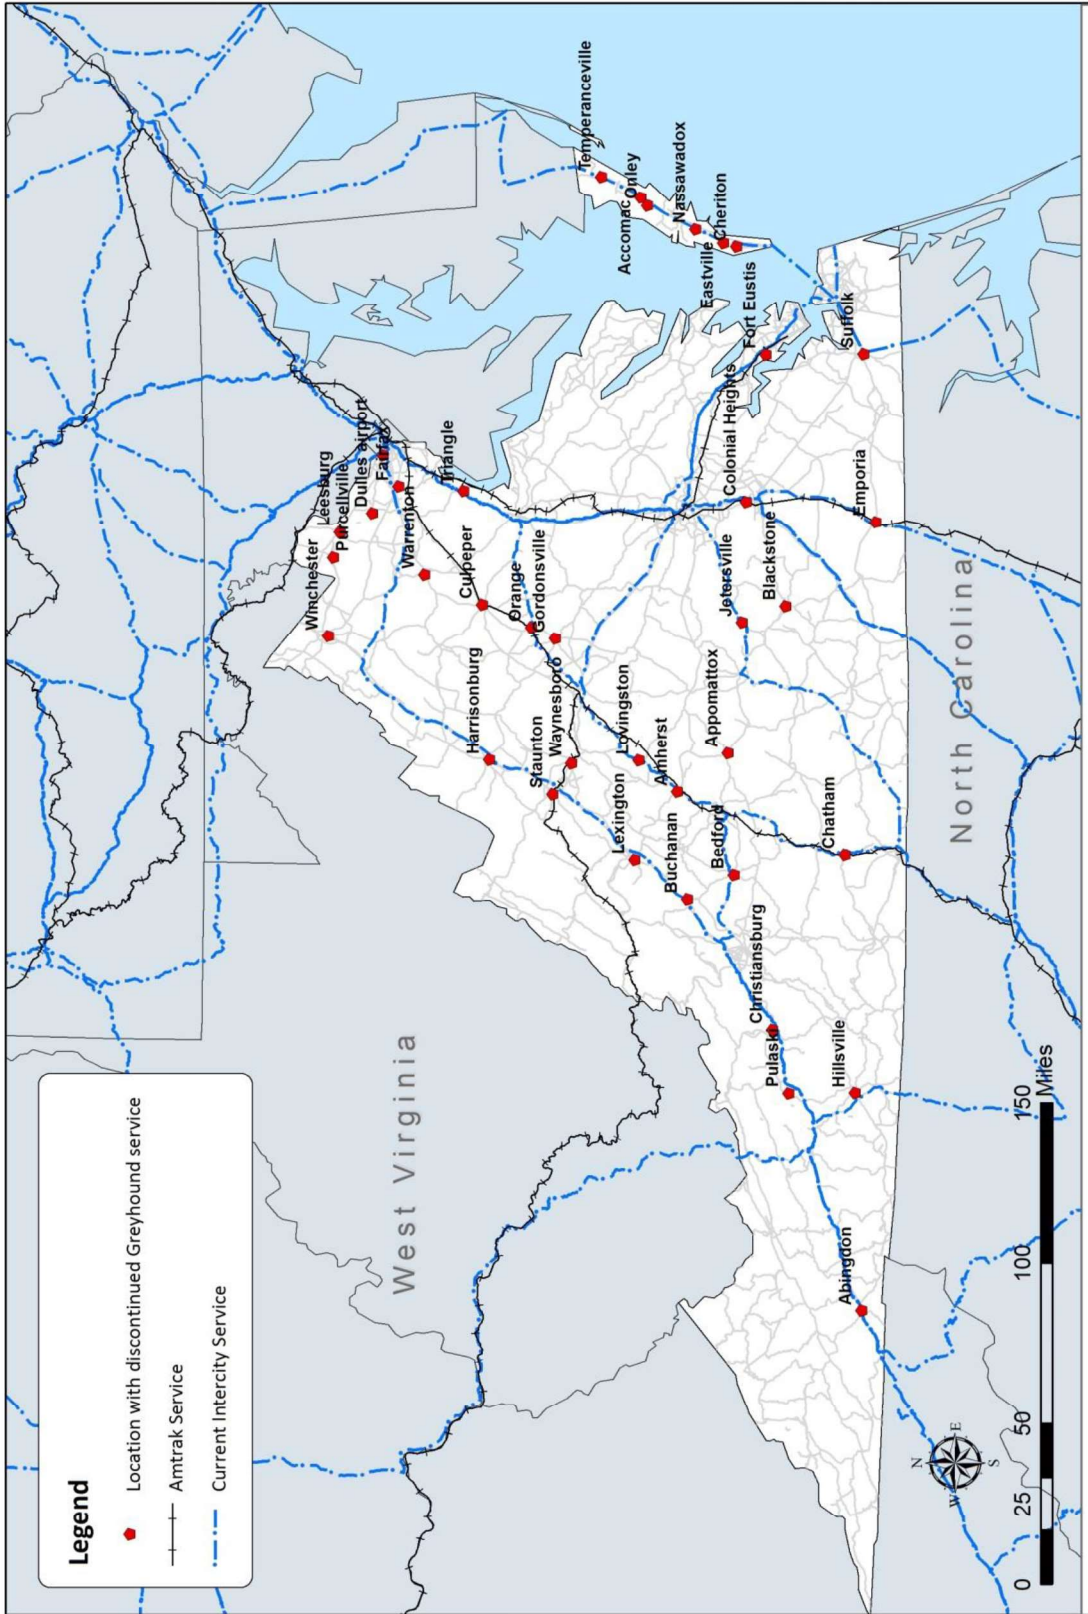 Legend
Location with discontinued Greyhound service
Amtrak Service
Current Intercity Service
West Virginia
North Carolina
Winchester
Leesburg
Purcellville
Dulles airport
Fairfax
Warrenton
Triangle
Culpeper
Orange
Gordonsville
Harrisonburg
Staunton
Waynesboro
Lovingston
Lexington
Amherst
Buchanan
Bedford
Appomattox
Jetersville
Blackstone
Colonial Heights
Emporia
Chatham
Christiansburg
Pulaski
Hillsville
Abingdon
Temperanceville
Accomac
Onley
Nassawadox
Eastville
Cheriton
Fort Eustis
Suffolk
N
W
E
S
0 25 50 100 150
Miles